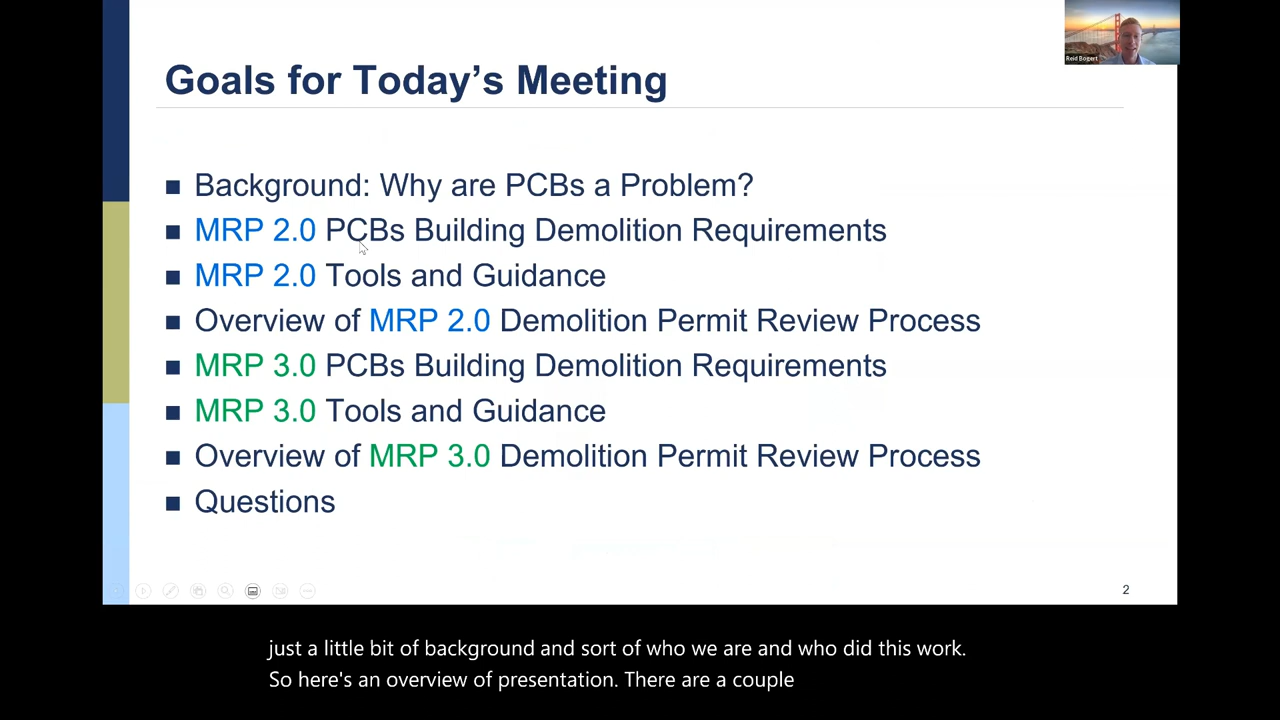 Goals for Today's Meeting
Reid Bogert
■ Background: Why are PCBs a Problem?
■ MRP 2.0 PCBs Building Demolition Requirements
■ MRP 2.0 Tools and Guidance
■ Overview of MRP 2.0 Demolition Permit Review Process
■ MRP 3.0 PCBs Building Demolition Requirements
■ MRP 3.0 Tools and Guidance
■ Overview of MRP 3.0 Demolition Permit Review Process
■ Questions
2
just a little bit of background and sort of who we are and who did this work.
So here's an overview of presentation. There are a couple